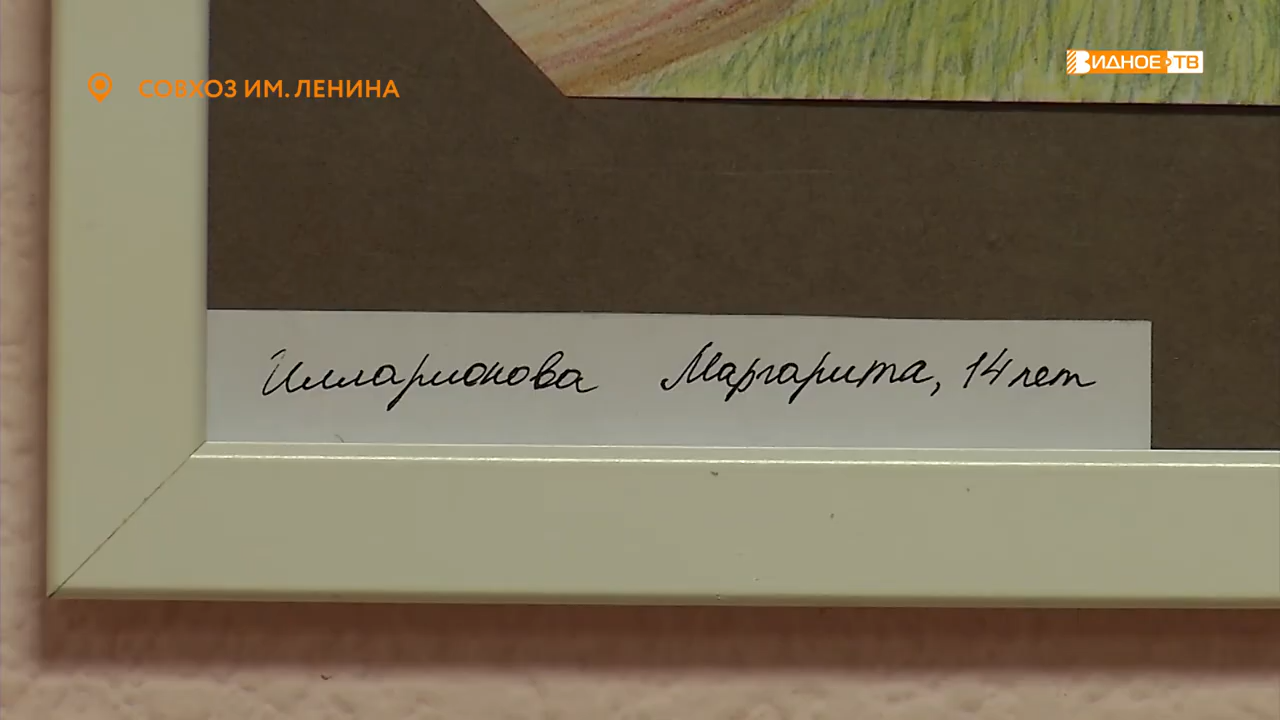 СОВХОЗ ИМ. ЛЕНИНА
ВИДНОЕ ТВ
Илларионова Маргарита, 14 лет